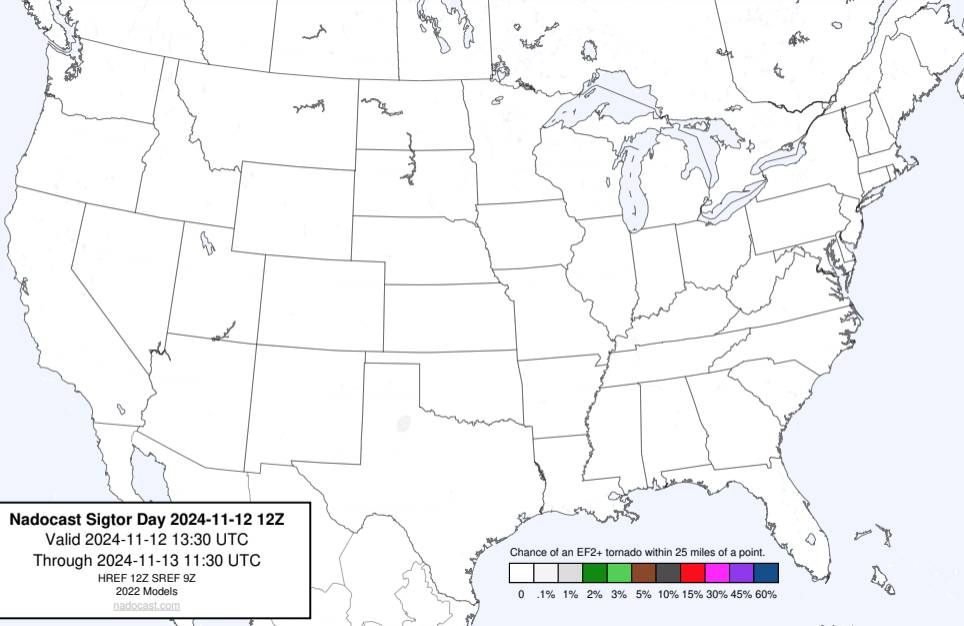 Nadocast Sigtor Day 2024-11-12 12Z
Valid 2024-11-12 13:30 UTC
Through 2024-11-13 11:30 UTC
HREF 12Z SREF 9Z
2022 Models
nadocast.com
Chance of an EF2+ tornado within 25 miles of a point.
0 .1% 1% 2% 3% 5% 10% 15% 30% 45% 60%